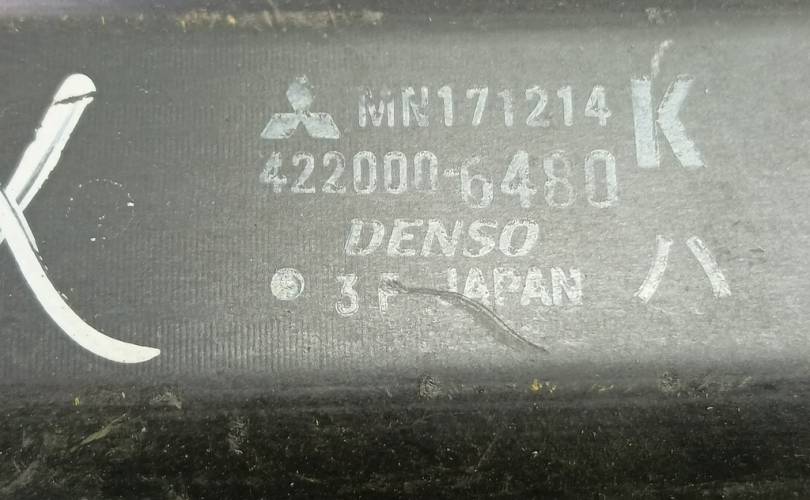 MN171214 K
422000-6480
DENSO
3 F JAPAN ハ